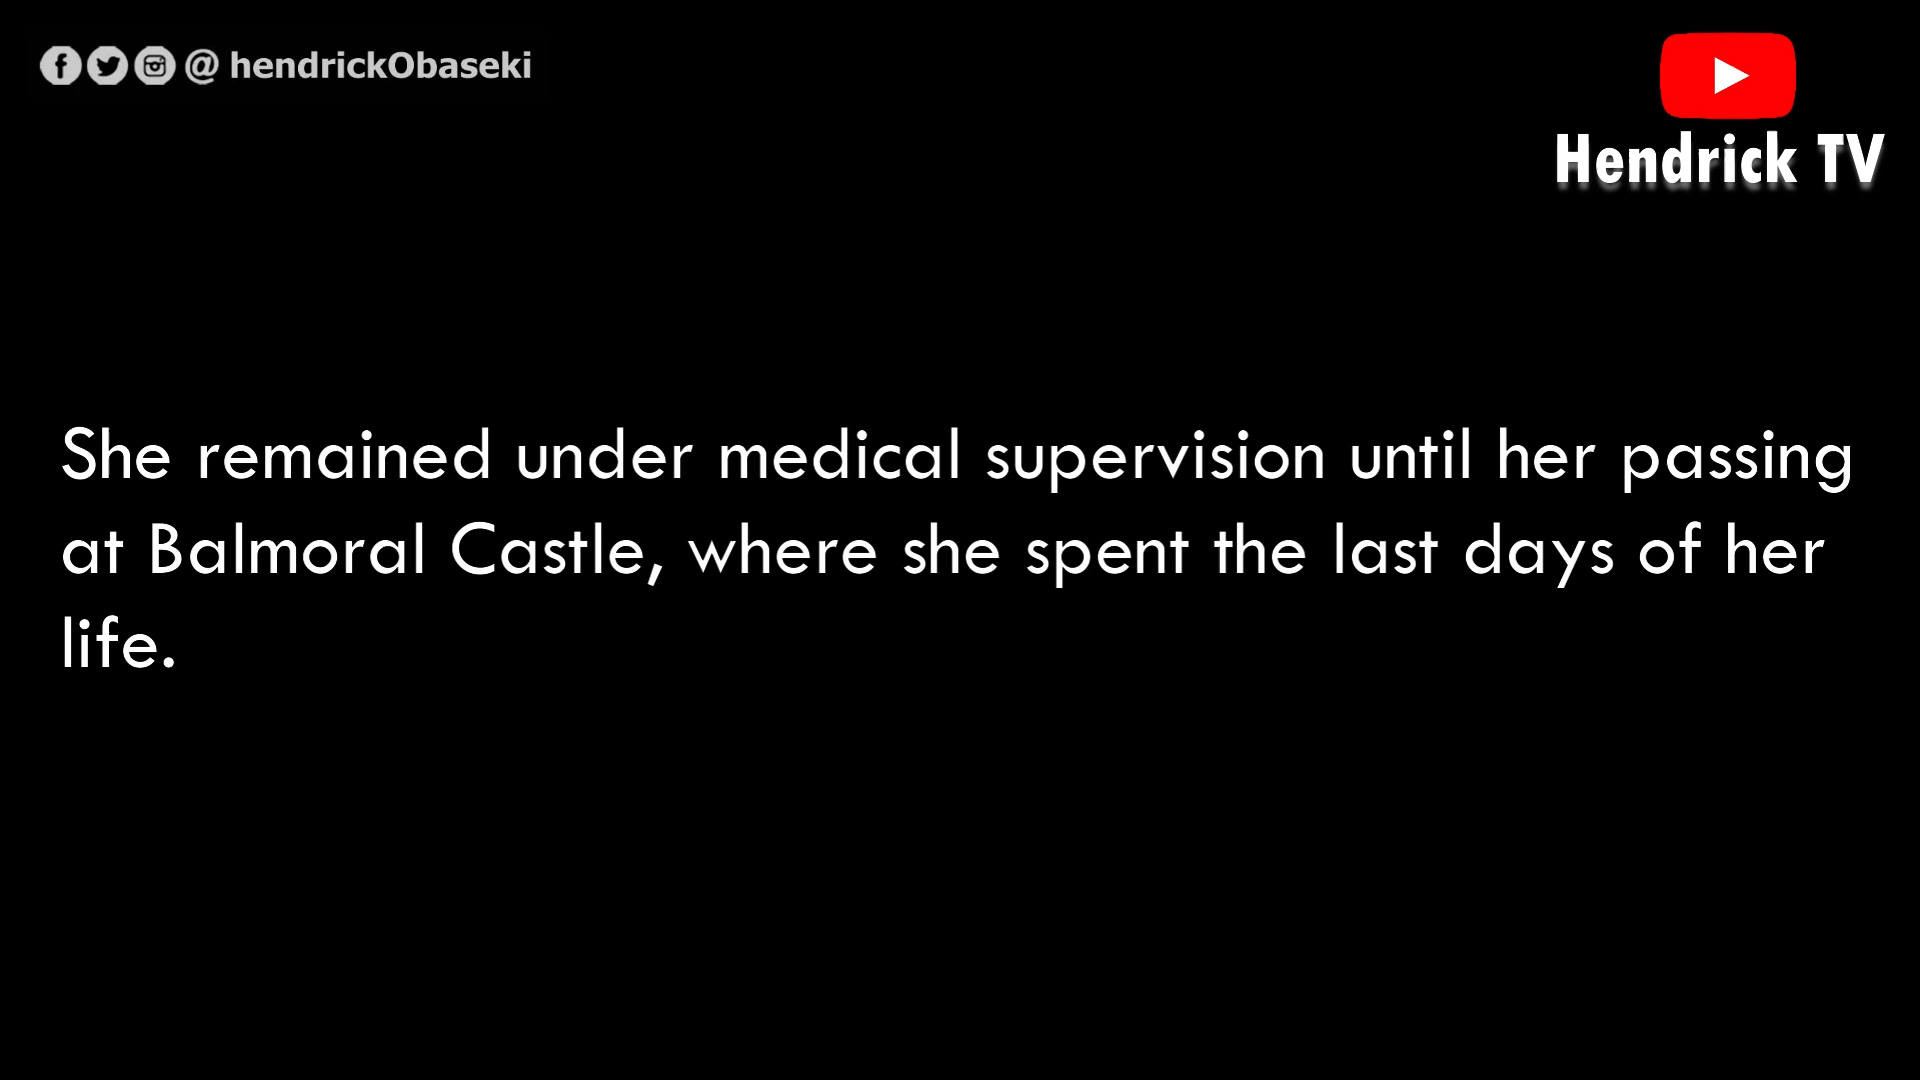 @ hendrickObaseki
Hendrick TV
She remained under medical supervision until her passing
at Balmoral Castle, where she spent the last days of her
life.